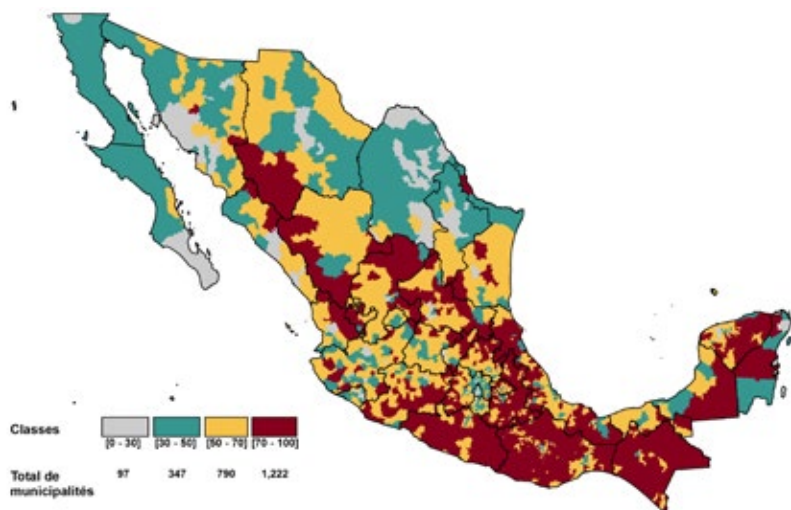 Classes
[0 - 30] [30 - 50] [50 - 70] [70 - 100]
Total de 97 347 790 1,222
municipalités